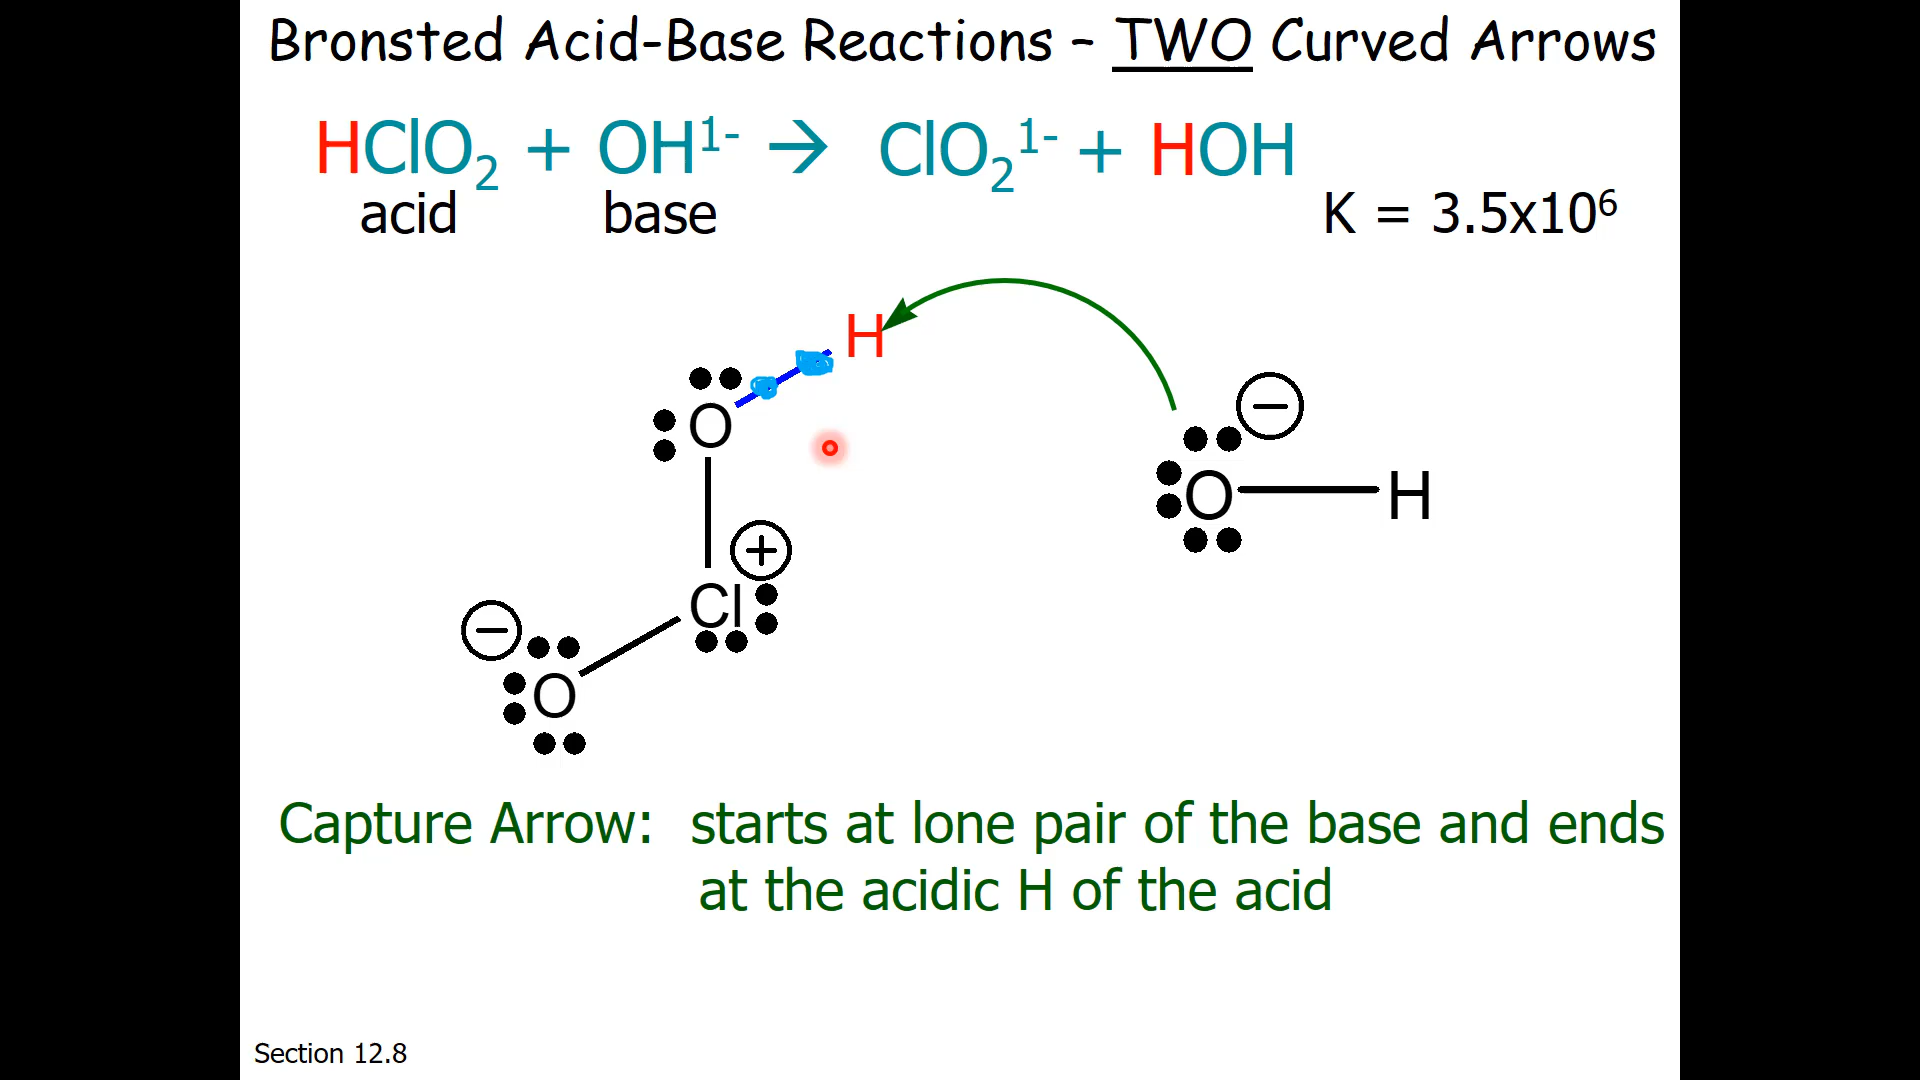 Bronsted Acid-Base Reactions – TWO Curved Arrows
HClO₂ + OH¹⁻ → ClO₂¹⁻ + HOH
acid base K = 3.5x10⁶
H
O
−
O H
+
Cl
−
O
Capture Arrow: starts at lone pair of the base and ends
at the acidic H of the acid
Section 12.8